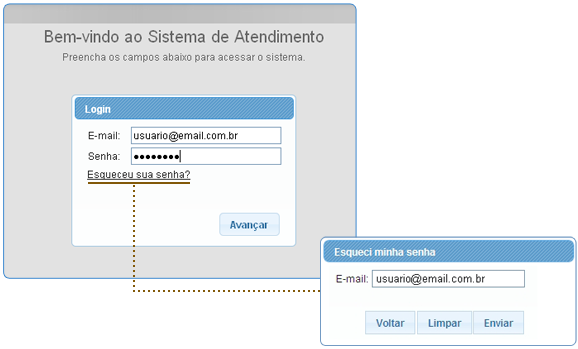 Bem-vindo ao Sistema de Atendimento
Preencha os campos abaixo para acessar o sistema.
Login
E-mail: usuario@email.com.br
Senha: ●●●●●●●●
Esqueceu sua senha?
Avançar
Esqueci minha senha
E-mail: usuario@email.com.br
Voltar Limpar Enviar